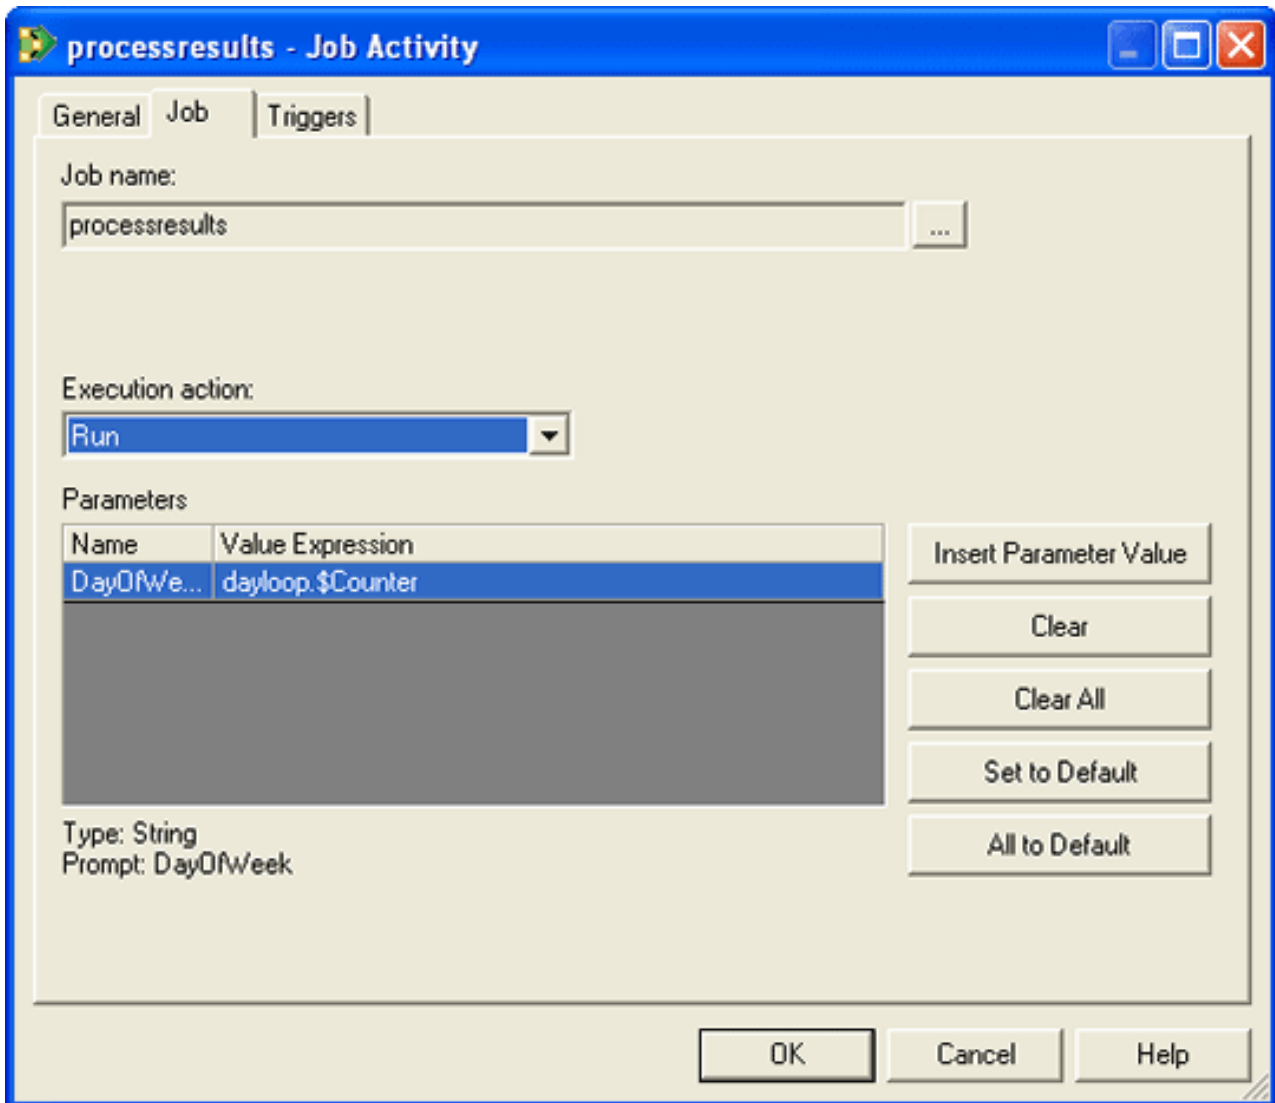 processresults - Job Activity
General Job Triggers
Job name:
processresults ...
Execution action:
Run
Parameters
Name Value Expression Insert Parameter Value
DayOfWe... dayloop.$Counter
Clear
Clear All
Set to Default
Type: String
All to Default
Prompt: DayOfWeek
OK Cancel Help